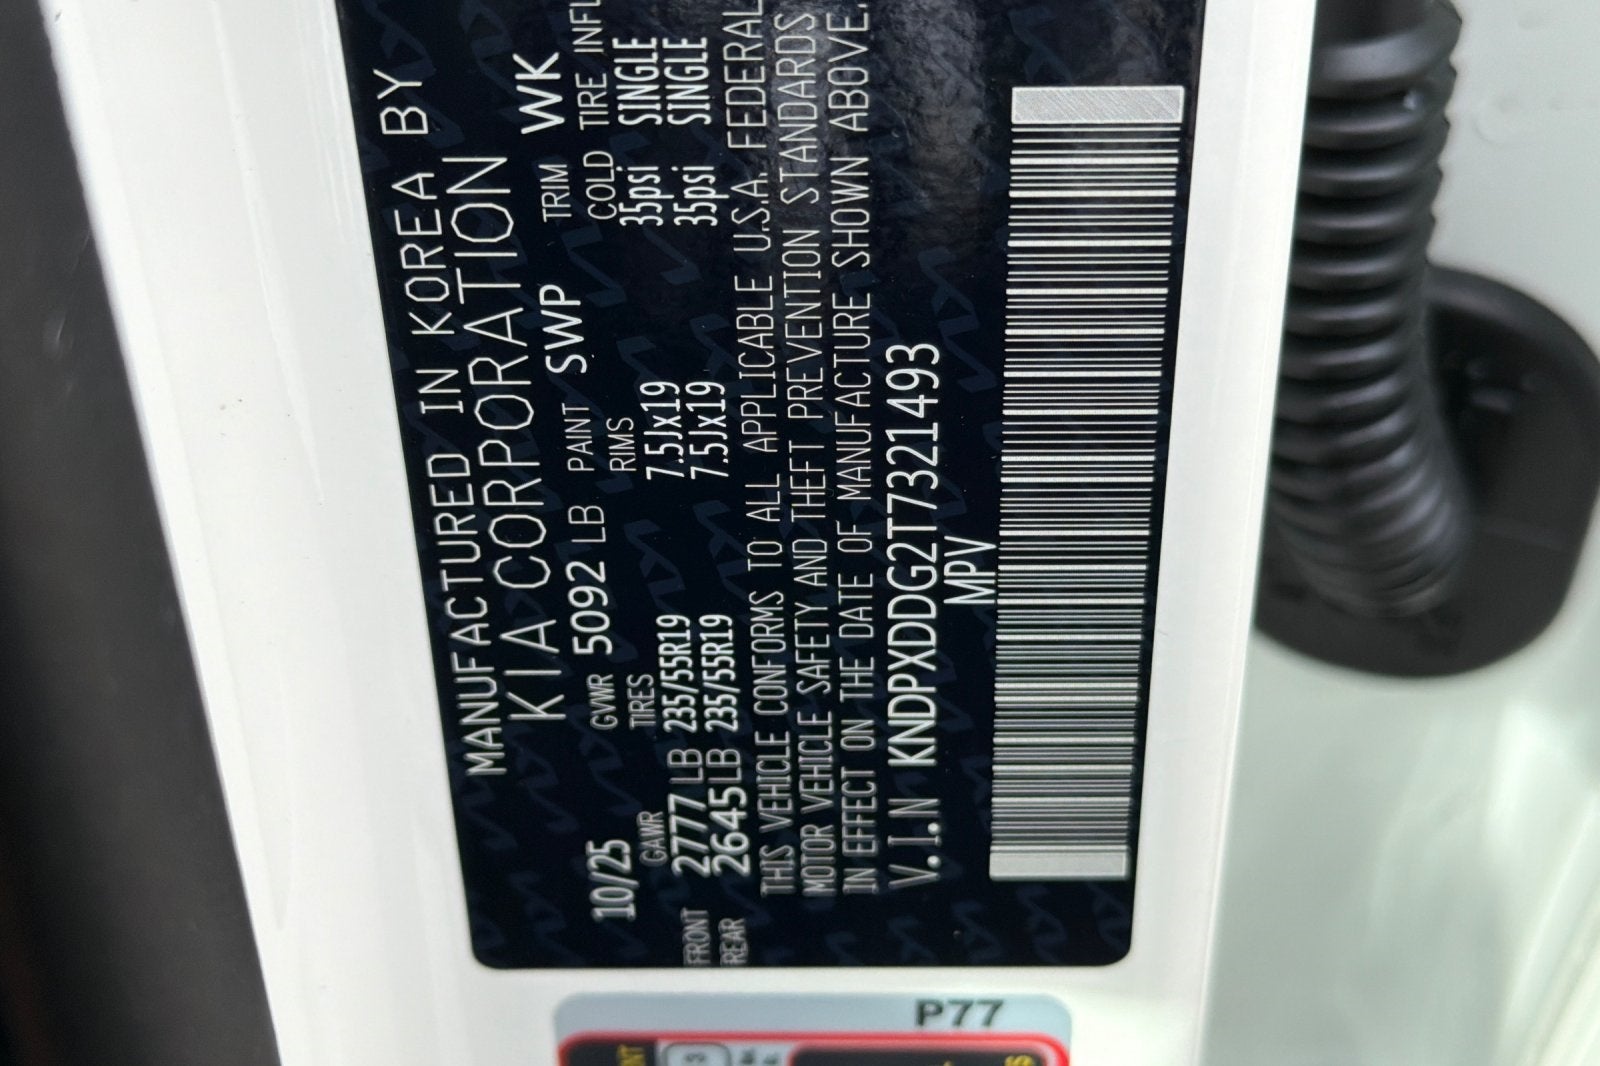 MANUFACTURED IN KOREA BY
KIA CORPORATION
10/25 GVWR 5092 LB PAINT SWP TRIM WK
GAWR TIRES RIMS COLD TIRE
FRONT 2777 LB 235/55R19 7.5Jx19 35psi SINGLE
REAR 2645LB 235/55R19 7.5Jx19 35psi SINGLE
THIS VEHICLE CONFORMS TO ALL APPLICABLE U.S.A. FEDERAL
MOTOR VEHICLE SAFETY AND THEFT PREVENTION STANDARDS
IN EFFECT ON THE DATE OF MANUFACTURE SHOWN ABOVE.
V.I.N KNDPXDDG2T7321493
MPV
P77